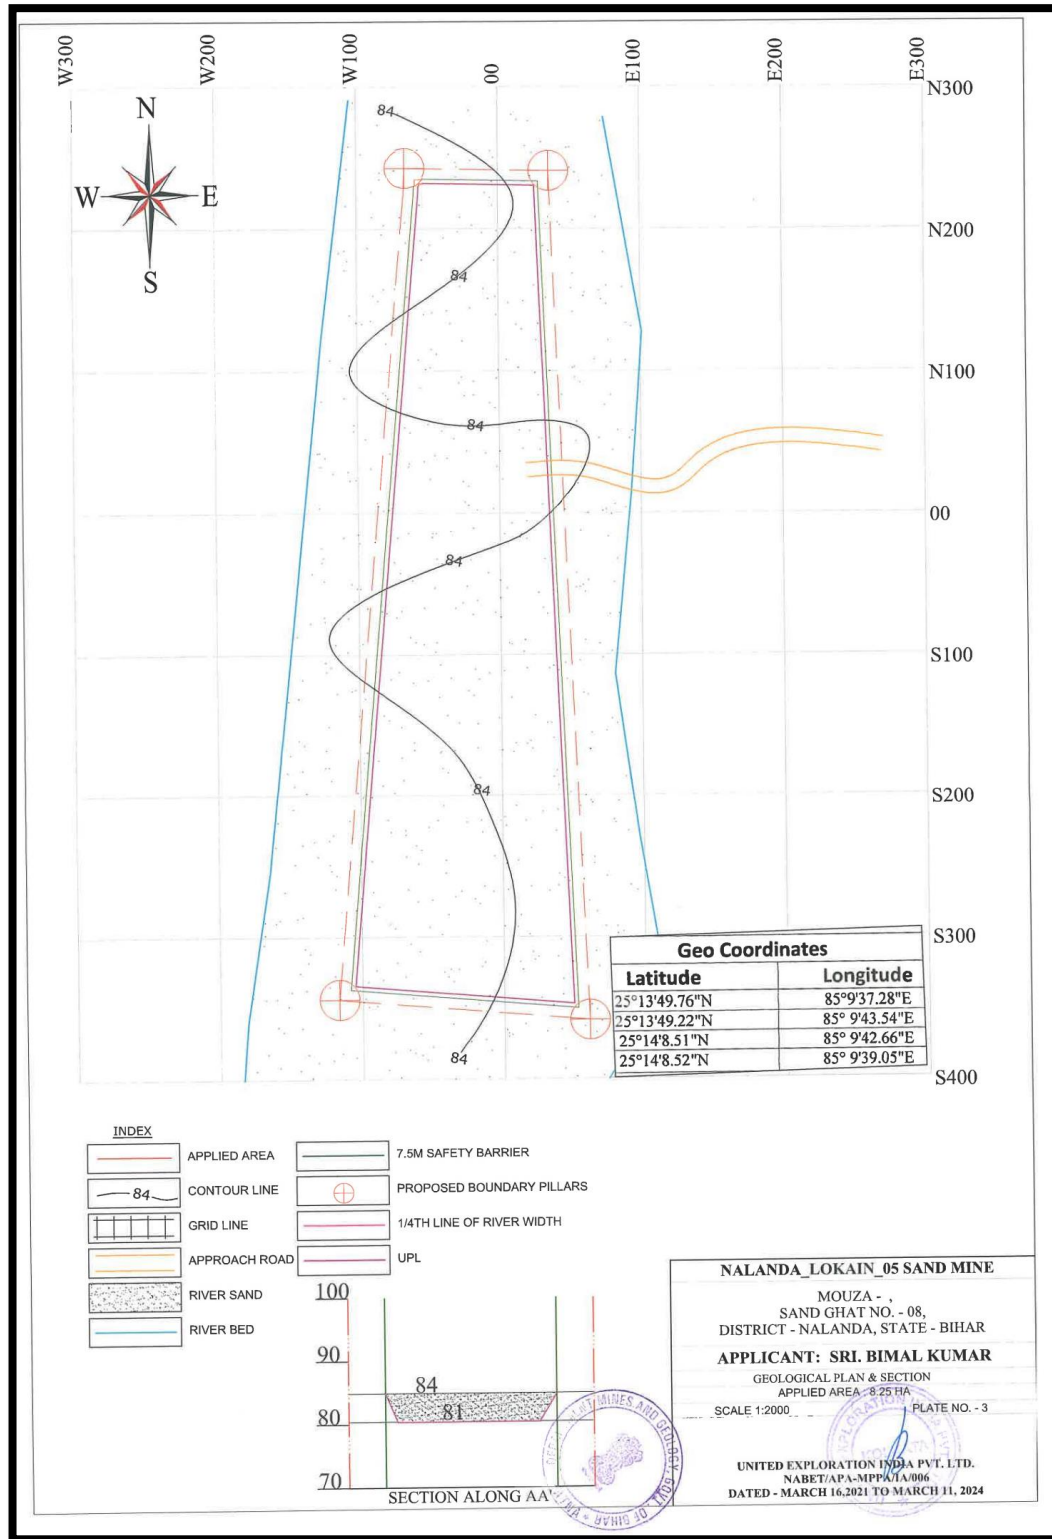 W300 W200 W100 00 E100 E200 E300
N300
N200
N100
00
S100
S200
S300
S400
N
W E
S
84
84
84
84
84
84
Geo Coordinates
Latitude Longitude
25°13'49.76"N 85°9'37.28"E
25°13'49.22"N 85° 9'43.54"E
25°14'8.51"N 85° 9'42.66"E
25°14'8.52"N 85° 9'39.05"E
INDEX
APPLIED AREA
84 CONTOUR LINE
GRID LINE
APPROACH ROAD
RIVER SAND
RIVER BED
7.5M SAFETY BARRIER
PROPOSED BOUNDARY PILLARS
1/4TH LINE OF RIVER WIDTH
UPL
100
90
84
81
80
70
SECTION ALONG AA'
MINES AND GEOLOGY, GOVT. OF BIHAR
NALANDA_LOKAIN_05 SAND MINE
MOUZA - ,
SAND GHAT NO. - 08,
DISTRICT - NALANDA, STATE - BIHAR
APPLICANT: SRI. BIMAL KUMAR
GEOLOGICAL PLAN & SECTION
APPLIED AREA : 8.25 HA
SCALE 1:2000 PLATE NO. - 3
UNITED EXPLORATION INDIA PVT. LTD.
NABET/APA-MPPA/IA/006
DATED - MARCH 16,2021 TO MARCH 11, 2024